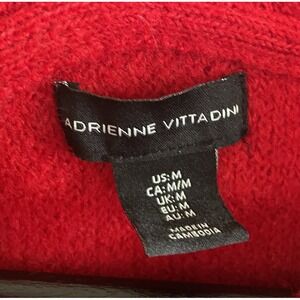 ADRIENNE VITTADINI
US:M
CA:M/M
UK:M
EU:M
AU:M
MADE IN
CAMBODIA